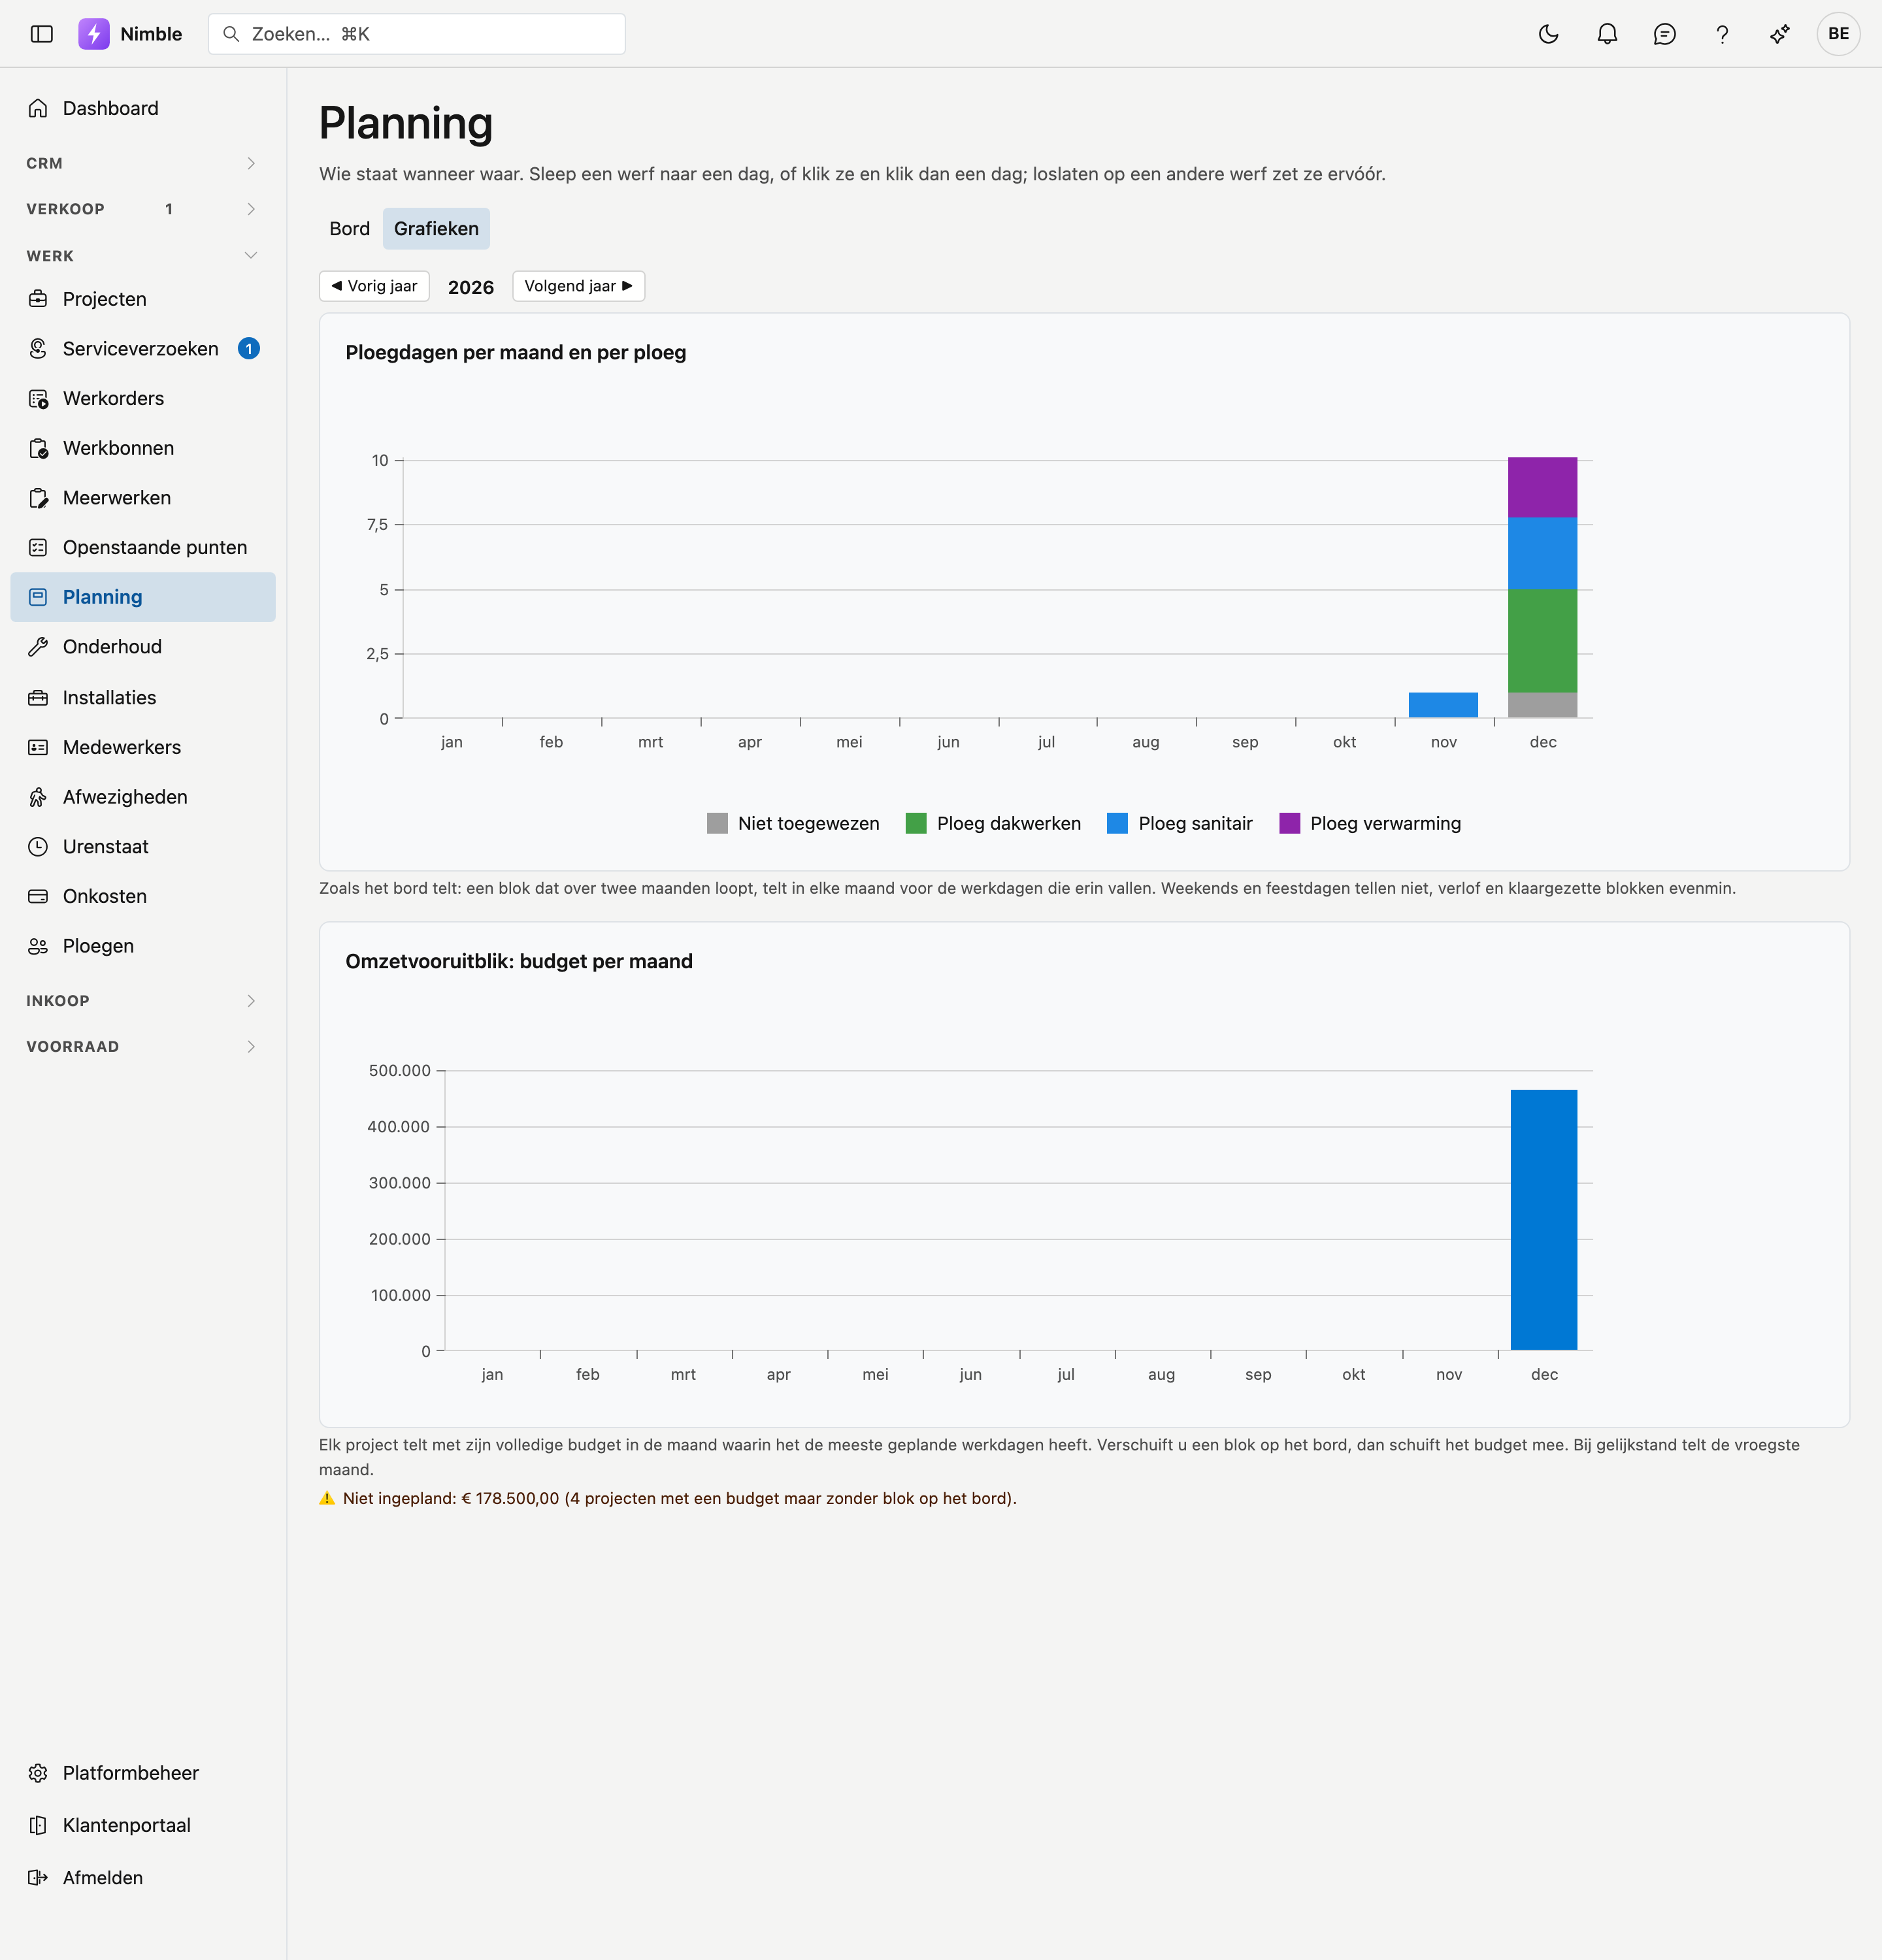 Nimble
Zoeken... ⌘K
BE
Dashboard
CRM
VERKOOP 1
WERK
Projecten
Serviceverzoeken 1
Werkorders
Werkbonnen
Meerwerken
Openstaande punten
Planning
Onderhoud
Installaties
Medewerkers
Afwezigheden
Urenstaat
Onkosten
Ploegen
INKOOP
VOORRAAD
Platformbeheer
Klantenportaal
Afmelden
Planning
Wie staat wanneer waar. Sleep een werf naar een dag, of klik ze en klik dan een dag; loslaten op een andere werf zet ze ervóór.
Bord Grafieken
◀ Vorig jaar 2026 Volgend jaar ▶
Ploegdagen per maand en per ploeg
10
7,5
5
2,5
0
jan feb mrt apr mei jun jul aug sep okt nov dec
Niet toegewezen Ploeg dakwerken Ploeg sanitair Ploeg verwarming
Zoals het bord telt: een blok dat over twee maanden loopt, telt in elke maand voor de werkdagen die erin vallen. Weekends en feestdagen tellen niet, verlof en klaargezette blokken evenmin.
Omzetvooruitblik: budget per maand
500.000
400.000
300.000
200.000
100.000
0
jan feb mrt apr mei jun jul aug sep okt nov dec
Elk project telt met zijn volledige budget in de maand waarin het de meeste geplande werkdagen heeft. Verschuift u een blok op het bord, dan schuift het budget mee. Bij gelijkstand telt de vroegste
maand.
⚠ Niet ingepland: € 178.500,00 (4 projecten met een budget maar zonder blok op het bord).